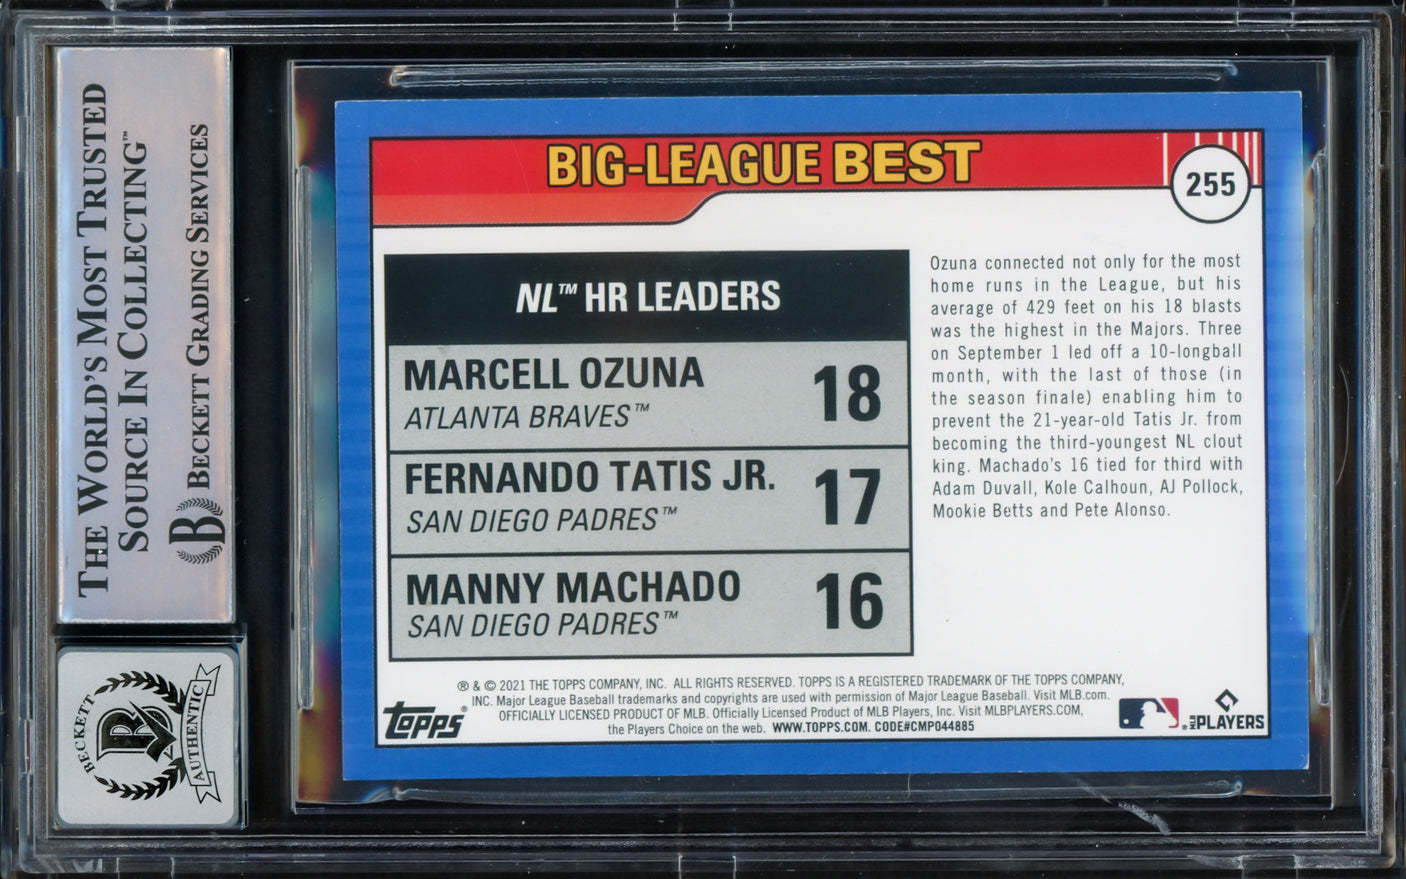 THE WORLD'S MOST TRUSTED
SOURCE IN COLLECTING™
BECKETT GRADING SERVICES
B
BECKETT
B
AUTHENTIC
BIG-LEAGUE BEST
255
NL™ HR LEADERS
MARCELL OZUNA
ATLANTA BRAVES™
18
FERNANDO TATIS JR.
SAN DIEGO PADRES™
17
MANNY MACHADO
SAN DIEGO PADRES™
16
Ozuna connected not only for the most
home runs in the League, but his
average of 429 feet on his 18 blasts
was the highest in the Majors. Three
on September 1 led off a 10-longball
month, with the last of those (in
the season finale) enabling him to
prevent the 21-year-old Tatis Jr. from
becoming the third-youngest NL clout
king. Machado's 16 tied for third with
Adam Duvall, Kole Calhoun, AJ Pollock,
Mookie Betts and Pete Alonso.
TOPPS®
® & © 2021 THE TOPPS COMPANY, INC. ALL RIGHTS RESERVED. TOPPS IS A REGISTERED TRADEMARK OF THE TOPPS COMPANY,
INC. Major League Baseball trademarks and copyrights are used with permission of Major League Baseball. Visit MLB.com.
OFFICIALLY LICENSED PRODUCT OF MLB. Officially Licensed Product of MLB Players, Inc. Visit MLBPLAYERS.COM,
the Players Choice on the web. WWW.TOPPS.COM. CODE#CMP044885
MLB PLAYERS